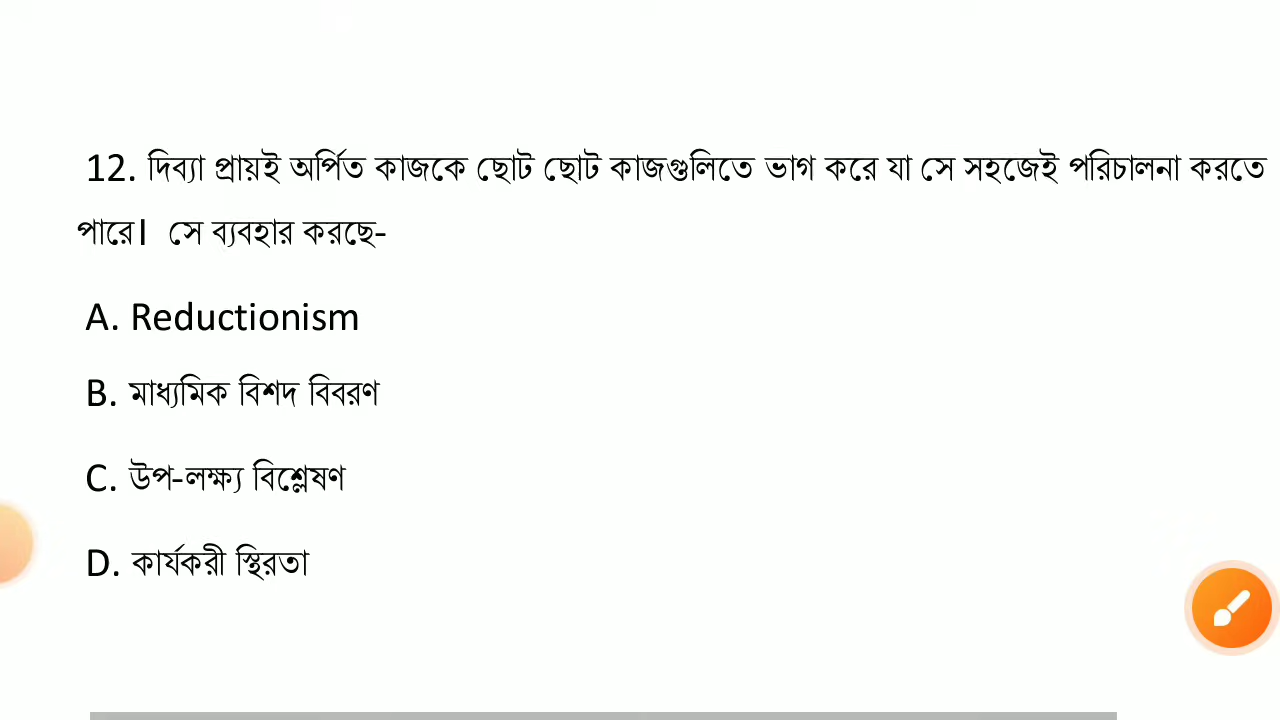 12. দিব্যা প্রায়ই অর্পিত কাজকে ছোট ছোট কাজগুলিতে ভাগ করে যা সে সহজেই পরিচালনা করতে
পারে। সে ব্যবহার করছে-
A. Reductionism
B. মাধ্যমিক বিশদ বিবরণ
C. উপ-লক্ষ্য বিশ্লেষণ
D. কার্যকরী স্থিরতা